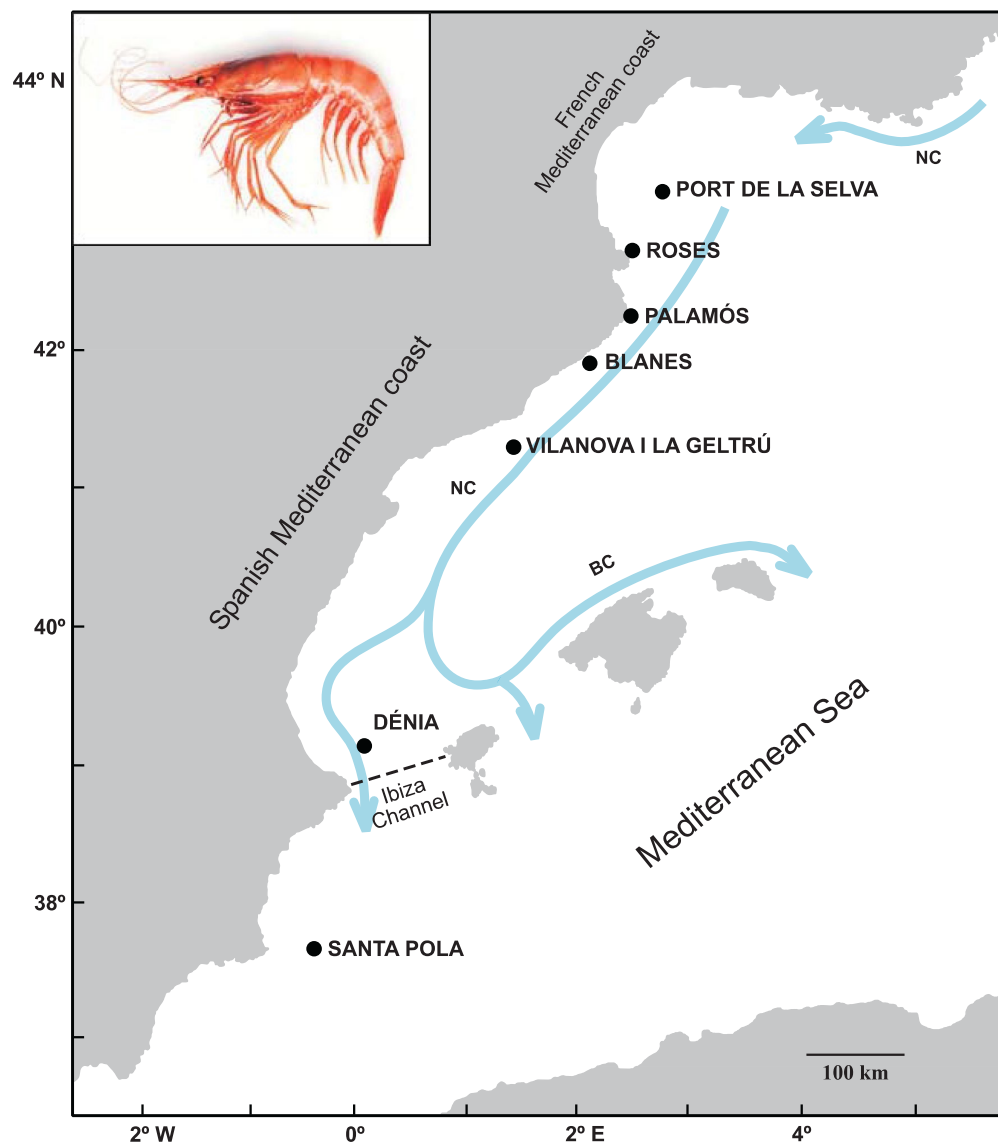 44º N
French
Mediterranean coast
NC
PORT DE LA SELVA
ROSES
PALAMÓS
42º
BLANES
Spanish Mediterranean coast
VILANOVA I LA GELTRÚ
NC
BC
40º
DÉNIA
Mediterranean Sea
Ibiza
Channel
38º
SANTA POLA
100 km
2º W
0º
2º E
4º